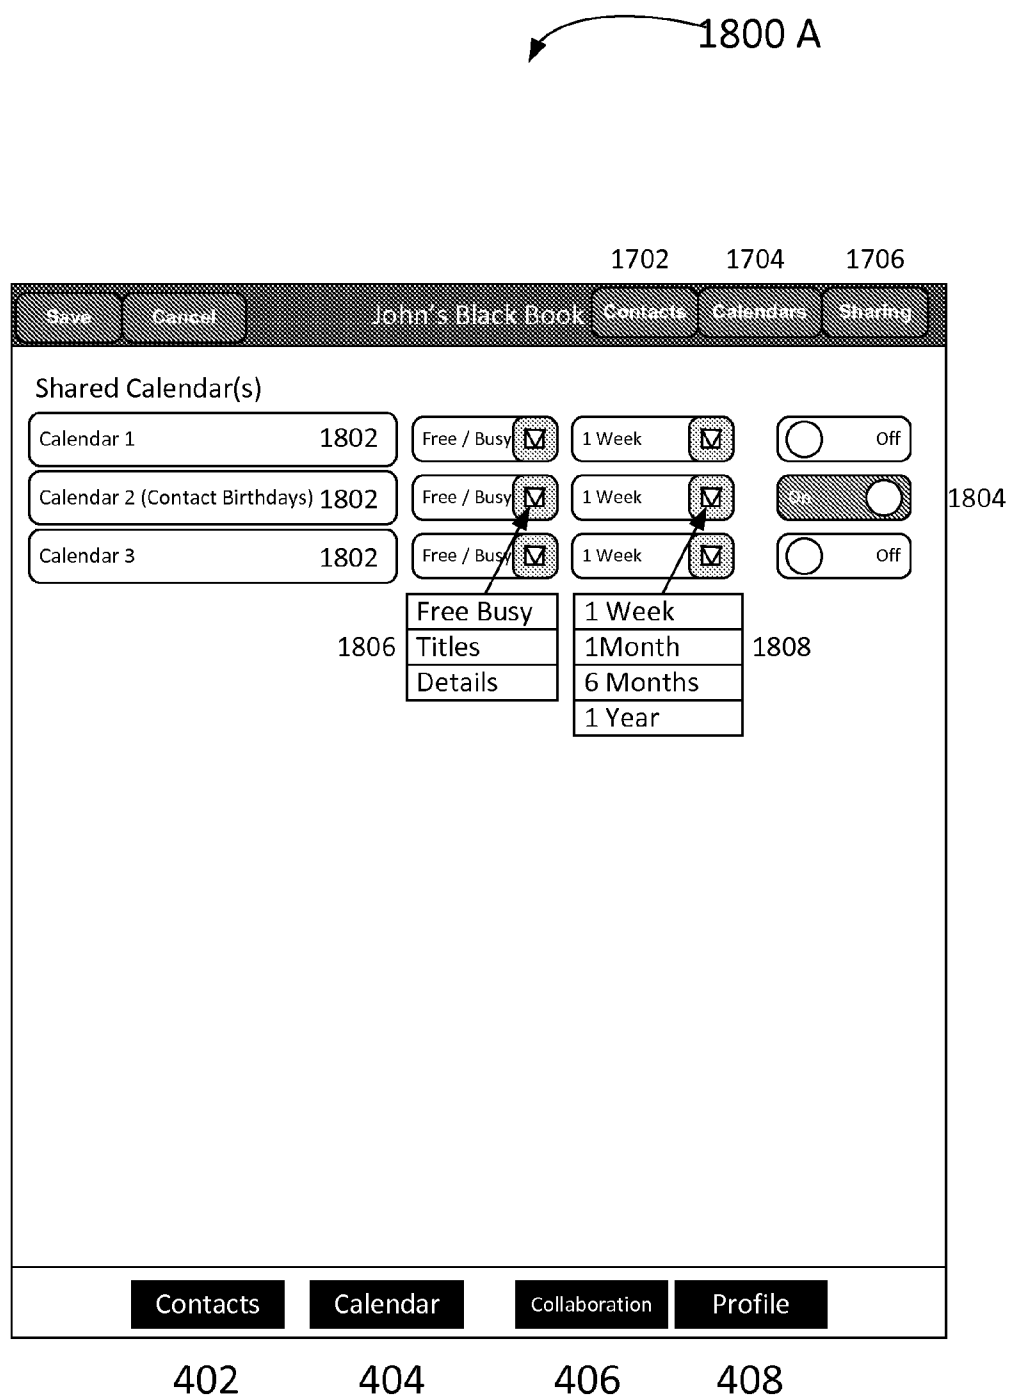 1800 A
1702 1704 1706
Save Cancel John's Black Book Contacts Calendars Sharing
Shared Calendar(s)
Calendar 1 1802 Free / Busy 1 Week Off
Calendar 2 (Contact Birthdays) 1802 Free / Busy 1 Week On 1804
Calendar 3 1802 Free / Busy 1 Week Off
Free Busy 1 Week
1806 Titles 1Month 1808
Details 6 Months
1 Year
Contacts Calendar Collaboration Profile
402 404 406 408